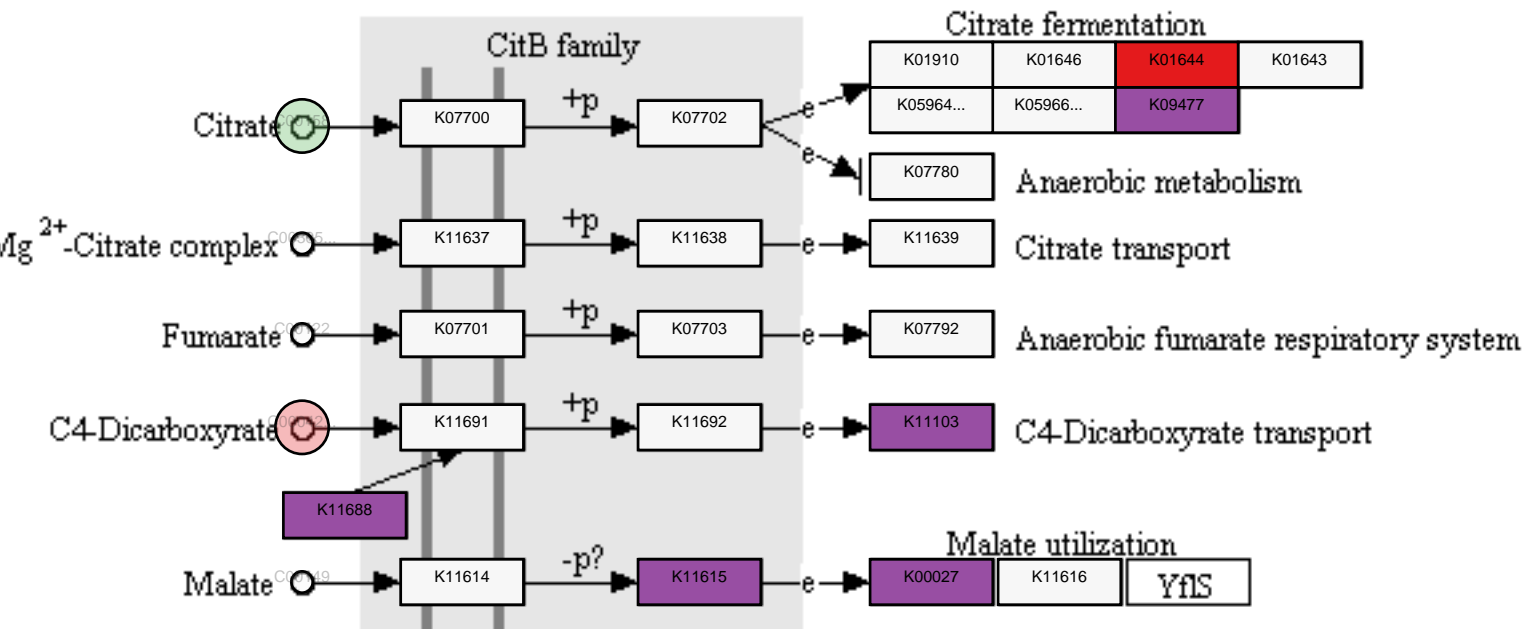 Citrate fermentation
CitB family
K01910 K01646 K01644 K01643
+p
K05964... K05966... K09477
Citrate K07700 K07702 e
e
K07780 Anaerobic metabolism
+p
Mg 2+-Citrate complex K11637 K11638 e K11639 Citrate transport
+p
Fumarate K07701 K07703 e K07792 Anaerobic fumarate respiratory system
+p
C4-Dicarboxyrate K11691 K11692 e K11103 C4-Dicarboxyrate transport
K11688
Malate utilization
-p?
Malate K11614 K11615 e K00027 K11616 YflS